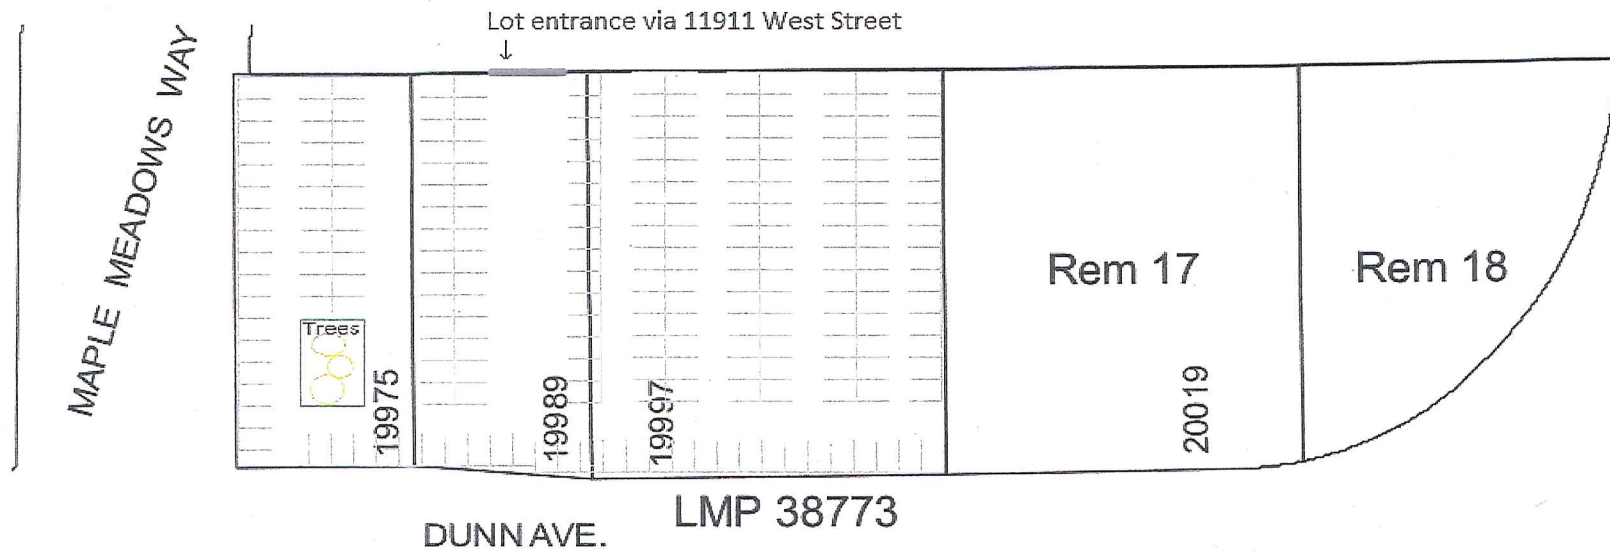 Lot entrance via 11911 West Street
MAPLE MEADOWS WAY
Trees
19975
19989
19997
20019
Rem 17
Rem 18
LMP 38773
DUNN AVE.